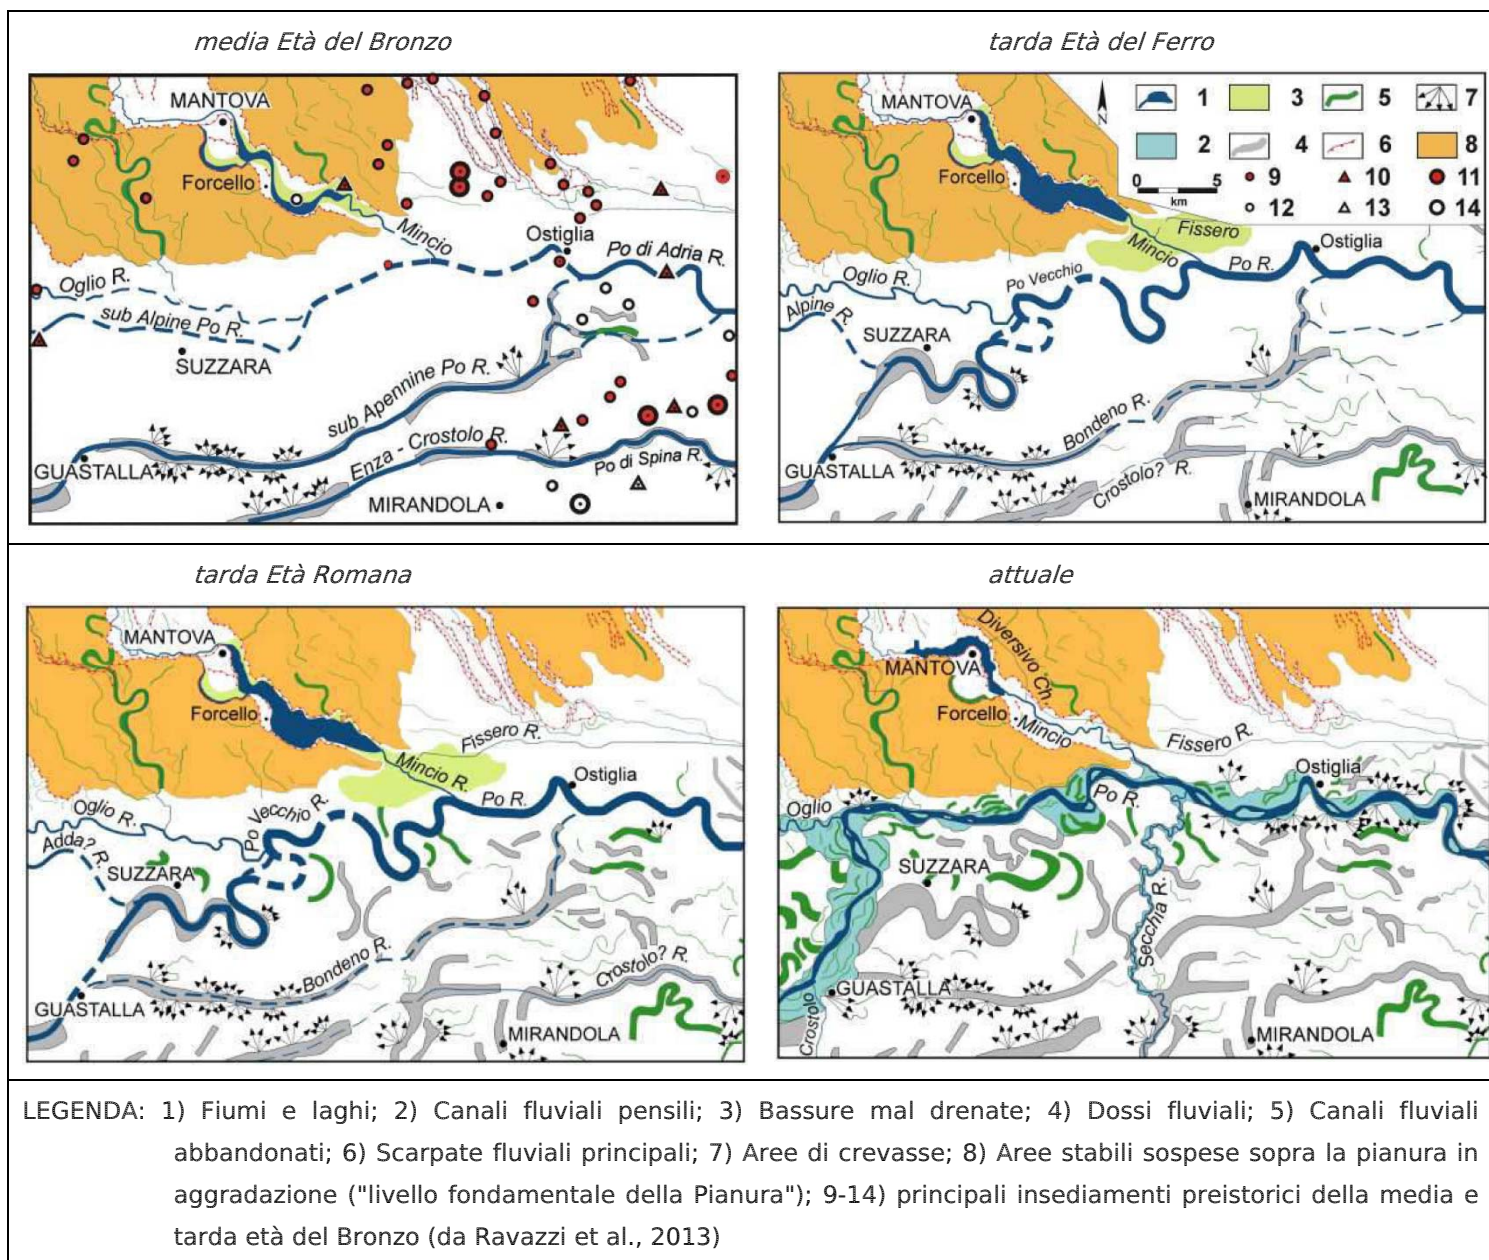 media Età del Bronzo
tarda Età del Ferro
MANTOVA
Forcello
Mincio
Ostiglia
Po di Adria R.
Oglio R.
sub Alpine Po R.
SUZZARA
sub Apennine Po R.
Enza - Crostolo R.
GUASTALLA
Po di Spina R.
MIRANDOLA
MANTOVA
Forcello
N
1 3 5 7
2 4 6 8
0 5
km
9 10 11
12 13 14
Fissero
Mincio
Ostiglia
Po R.
Po Vecchio
Oglio R.
Alpine R.
SUZZARA
Bondeno R.
GUASTALLA
Crostolo? R.
MIRANDOLA
tarda Età Romana
attuale
MANTOVA
Forcello
Fissero R.
Mincio R.
Ostiglia
Po R.
Po Vecchio R.
Oglio R.
Adda? R.
SUZZARA
Bondeno R.
Crostolo? R.
GUASTALLA
MIRANDOLA
Diversivo Ch.
MANTOVA
Forcello
Mincio
Fissero R.
Ostiglia
Oglio
Po R.
SUZZARA
Secchia R.
GUASTALLA
Crostolo
MIRANDOLA
LEGENDA: 1) Fiumi e laghi; 2) Canali fluviali pensili; 3) Bassure mal drenate; 4) Dossi fluviali; 5) Canali fluviali
abbandonati; 6) Scarpate fluviali principali; 7) Aree di crevasse; 8) Aree stabili sospese sopra la pianura in
aggradazione ("livello fondamentale della Pianura"); 9-14) principali insediamenti preistorici della media e
tarda età del Bronzo (da Ravazzi et al., 2013)